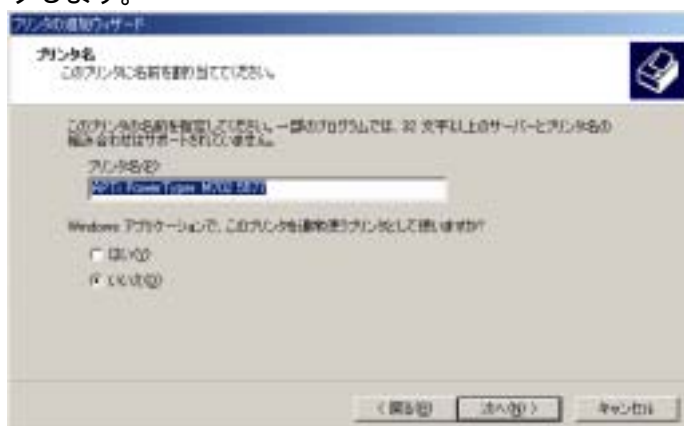 クします。
プリンタの追加ウィザード
プリンタ名
このプリンタに名前を割り当ててください。
このプリンタの名前を指定してください。一部のプログラムでは、32 文字以上のサーバーとプリンタ名の
組み合わせはサポートされていません。
プリンタ名(P):
Windows アプリケーションで、このプリンタを通常使うプリンタとして使いますか?
はい(Y)
いいえ(O)
< 戻る(B)
次へ(N) >
キャンセル